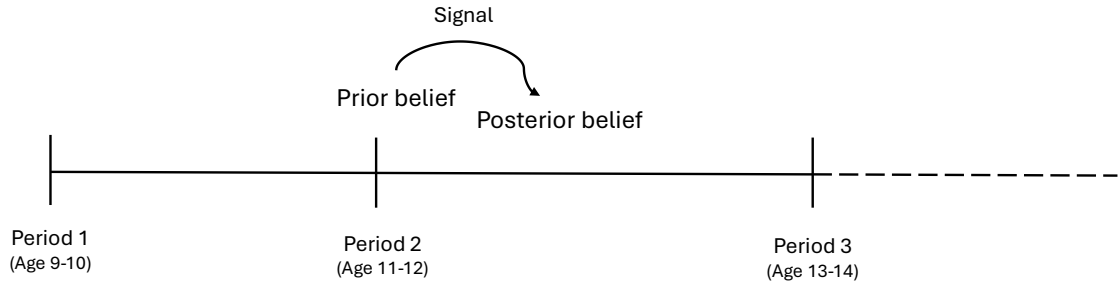 Signal
Prior belief
Posterior belief
Period 1
(Age 9-10)
Period 2
(Age 11-12)
Period 3
(Age 13-14)